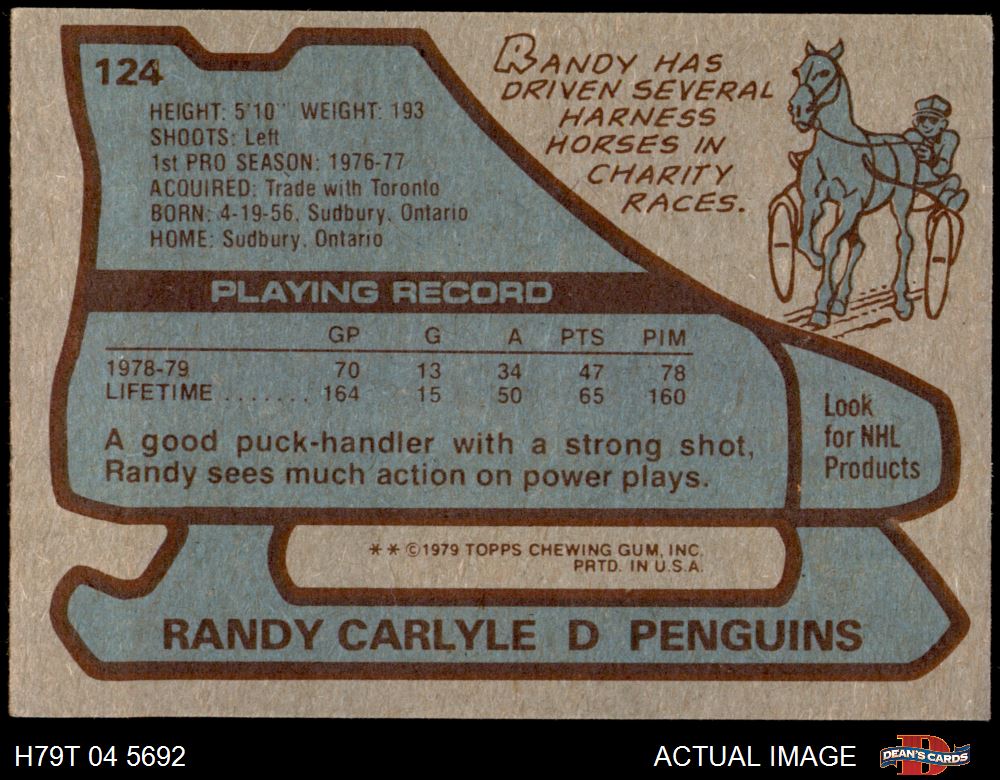 124
HEIGHT: 5'10" WEIGHT: 193
SHOOTS: Left
1st PRO SEASON: 1976-77
ACQUIRED: Trade with Toronto
BORN: 4-19-56, Sudbury, Ontario
HOME: Sudbury, Ontario
RANDY HAS
DRIVEN SEVERAL
HARNESS
HORSES IN
CHARITY
RACES.
PLAYING RECORD
GP G A PTS PIM
1978-79 70 13 34 47 78
LIFETIME ....... 164 15 50 65 160
A good puck-handler with a strong shot,
Randy sees much action on power plays.
Look
for NHL
Products
** ©1979 TOPPS CHEWING GUM, INC.
PRTD. IN U.S.A.
RANDY CARLYLE D PENGUINS
H79T 04 5692
ACTUAL IMAGE
DEAN'S CARDS